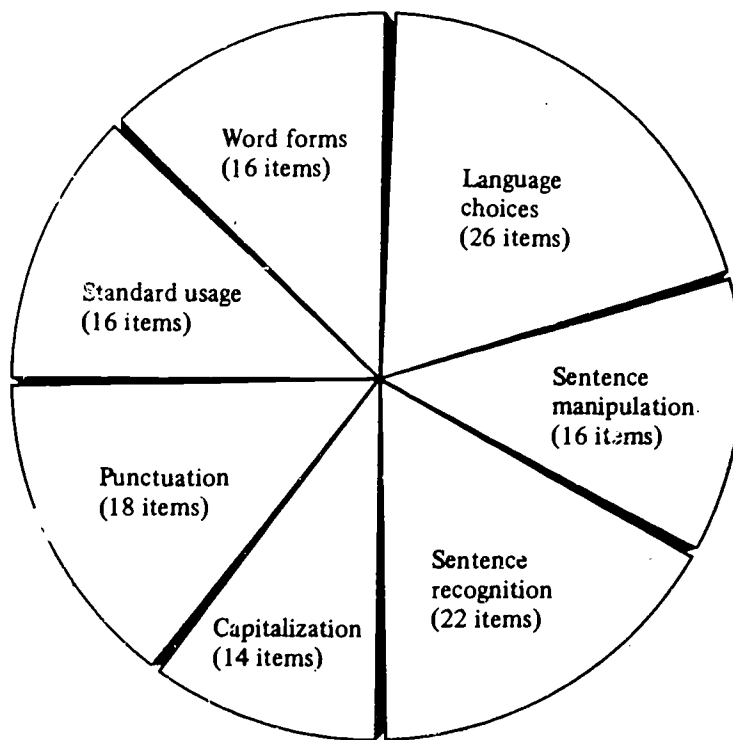 Word forms
(16 items)
Language
choices
(26 items)
Standard usage
(16 items)
Sentence
manipulation
(16 items)
Punctuation
(18 items)
Sentence
recognition
(22 items)
Capitalization
(14 items)